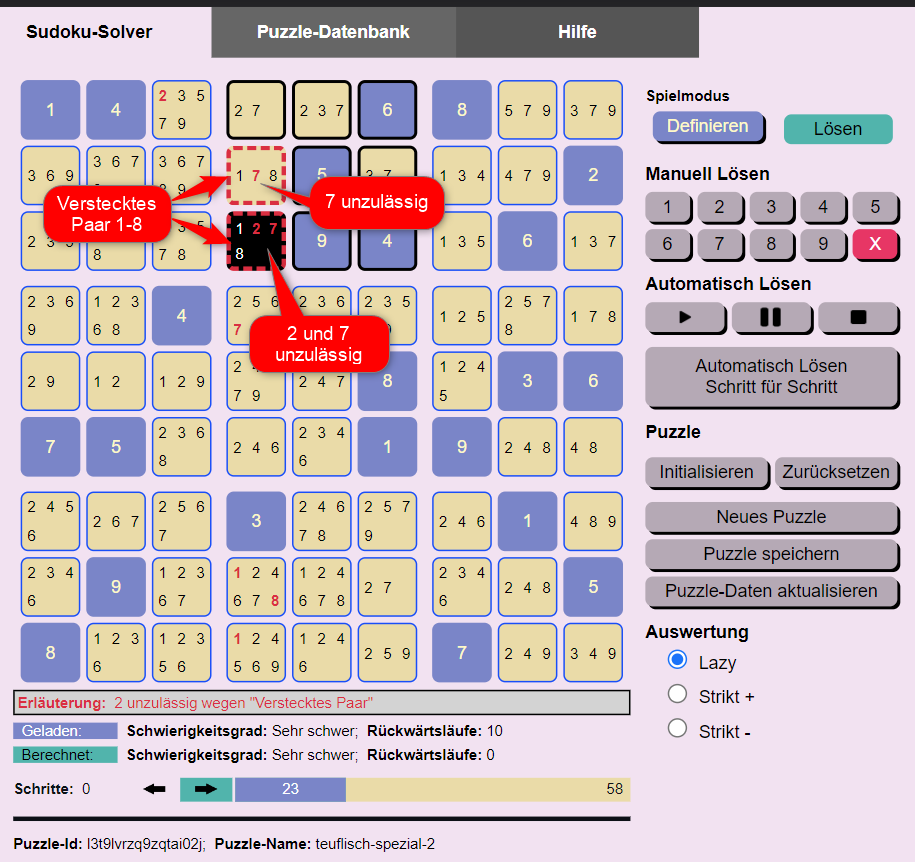 Sudoku-Solver Puzzle-Datenbank Hilfe
1 4 2 3 5 7 9 2 7 2 3 7 6 8 5 7 9 3 7 9
3 6 9 3 6 7 3 6 7 1 7 8 5 1 3 4 4 7 9 2
Verstecktes
Paar 1-8
7 unzulässig
1 2 7 8 9 4 1 3 5 6 1 3 7
2 und 7
unzulässig
2 3 6 9 1 2 3 6 8 4 2 5 6 7 2 3 6 2 3 5 1 2 5 2 5 7 8 1 7 8
2 9 1 2 1 2 9 2 4 7 9 2 4 7 8 1 2 4 5 3 6
7 5 2 3 6 8 2 4 6 2 3 4 6 1 9 2 4 8 4 8
2 4 5 6 2 6 7 2 5 6 7 3 2 4 6 7 8 2 5 7 9 2 4 6 1 4 8 9
2 3 4 6 9 1 2 3 6 7 1 2 4 6 7 8 1 2 4 6 7 8 2 7 2 3 4 6 2 4 8 5
8 1 2 3 6 1 2 3 5 6 1 2 4 5 6 9 1 2 4 6 2 5 9 7 2 4 9 3 4 9
Erläuterung: 2 unzulässig wegen "Verstecktes Paar"
Geladen: Schwierigkeitsgrad: Sehr schwer; Rückwärtsläufe: 10
Berechnet: Schwierigkeitsgrad: Sehr schwer; Rückwärtsläufe: 0
Schritte: 0 23 58
Puzzle-Id: l3t9lvrzq9zqtai02j; Puzzle-Name: teuflisch-spezial-2
Spielmodus
Definieren Lösen
Manuell Lösen
1 2 3 4 5
6 7 8 9 X
Automatisch Lösen
Automatisch Lösen
Schritt für Schritt
Puzzle
Initialisieren Zurücksetzen
Neues Puzzle
Puzzle speichern
Puzzle-Daten aktualisieren
Auswertung
Lazy
Strikt +
Strikt -